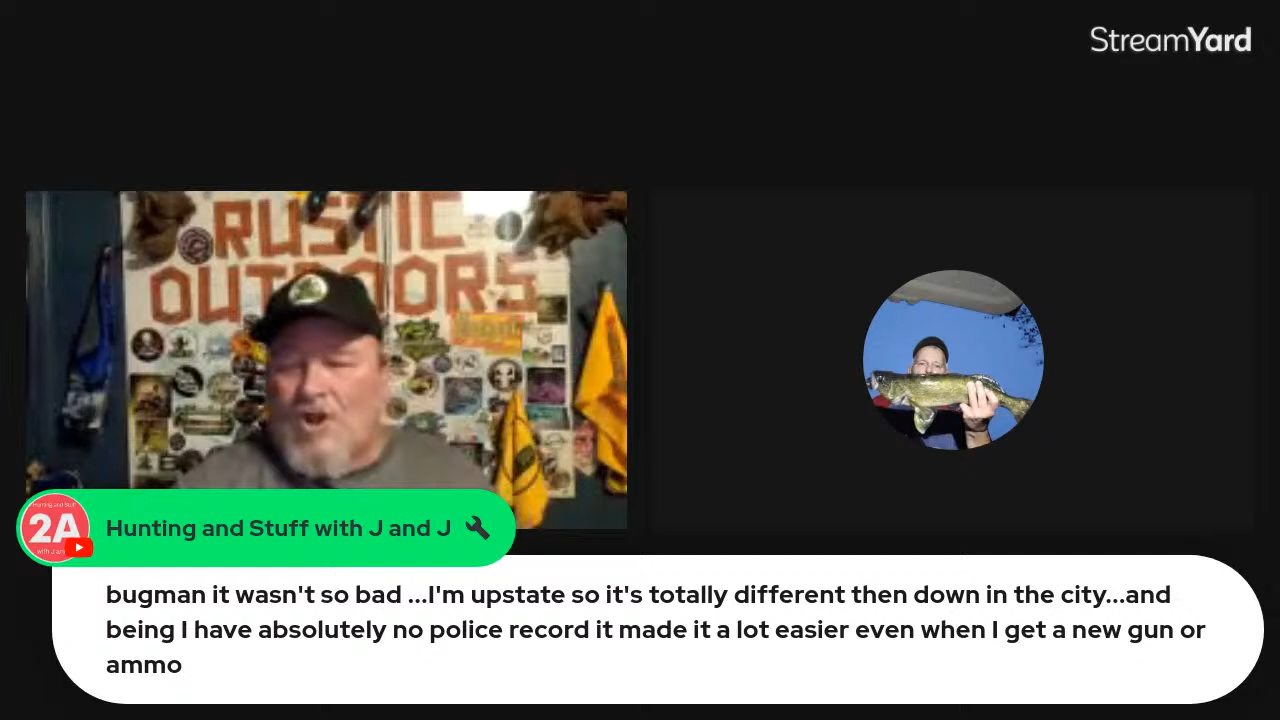 StreamYard
RUSTIC
OUTDOORS
Hunting and Stuff with J and J
2A
bugman it wasn't so bad ...I'm upstate so it's totally different then down in the city...and
being I have absolutely no police record it made it a lot easier even when I get a new gun or
ammo